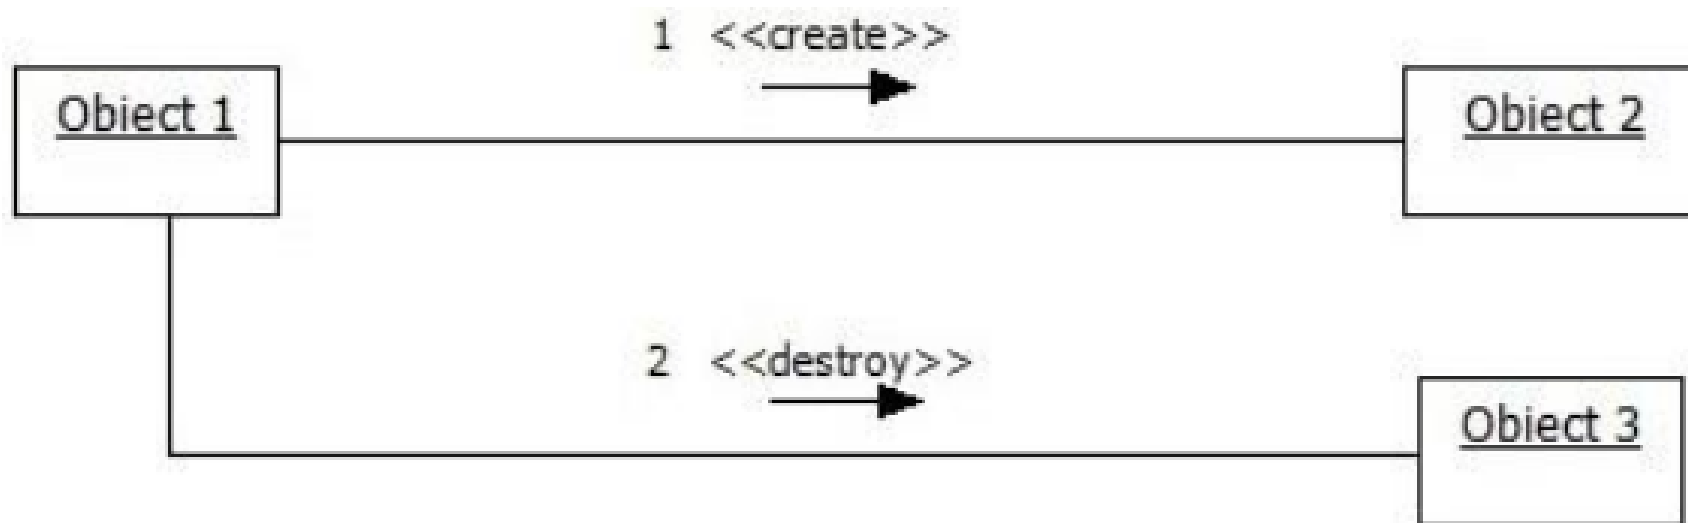 1 <<create>>
Obiect 1
Obiect 2
2 <<destroy>>
Obiect 3